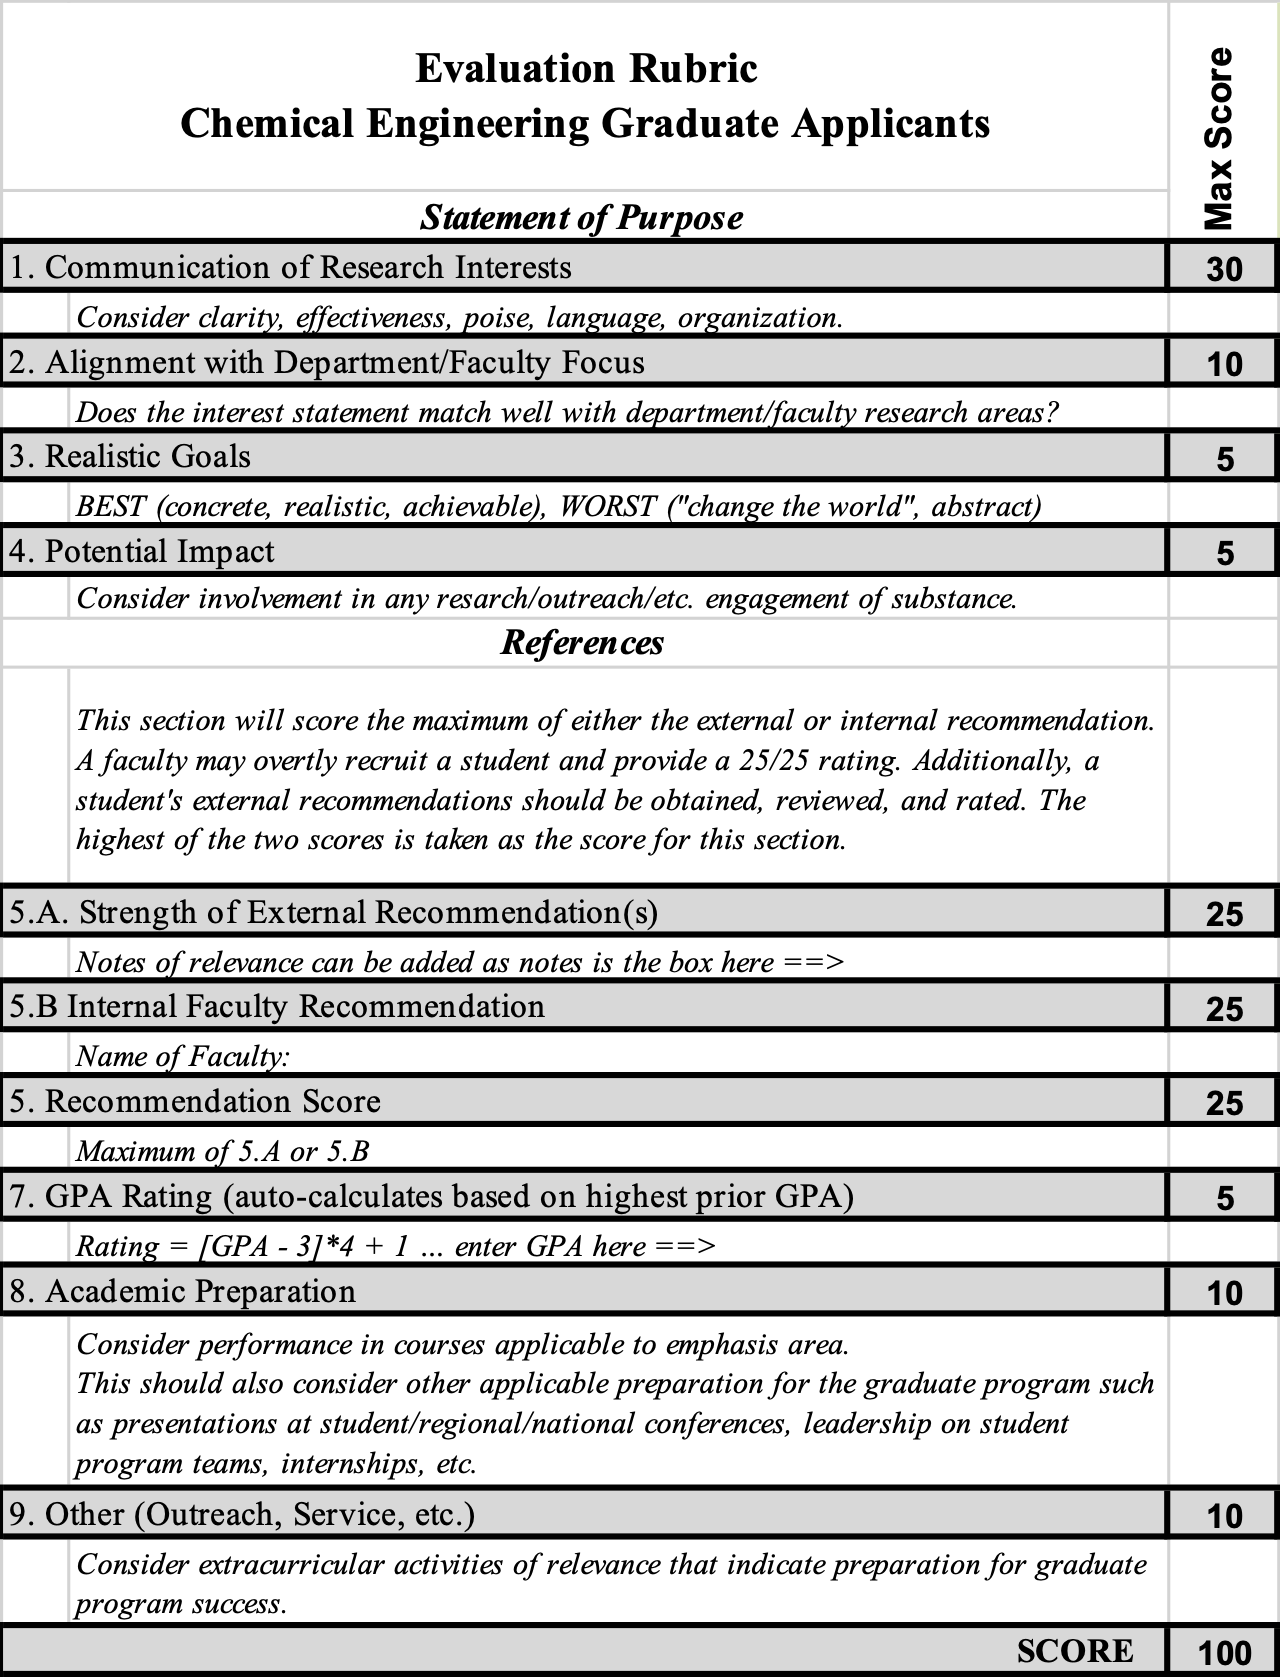 Evaluation Rubric
Chemical Engineering Graduate Applicants
Max Score
Statement of Purpose
1. Communication of Research Interests 30
Consider clarity, effectiveness, poise, language, organization.
2. Alignment with Department/Faculty Focus 10
Does the interest statement match well with department/faculty research areas?
3. Realistic Goals 5
BEST (concrete, realistic, achievable), WORST ("change the world", abstract)
4. Potential Impact 5
Consider involvement in any resarch/outreach/etc. engagement of substance.
References
This section will score the maximum of either the external or internal recommendation.
A faculty may overtly recruit a student and provide a 25/25 rating. Additionally, a
student's external recommendations should be obtained, reviewed, and rated. The
highest of the two scores is taken as the score for this section.
5.A. Strength of External Recommendation(s) 25
Notes of relevance can be added as notes is the box here ==>
5.B Internal Faculty Recommendation 25
Name of Faculty:
5. Recommendation Score 25
Maximum of 5.A or 5.B
7. GPA Rating (auto-calculates based on highest prior GPA) 5
Rating = [GPA - 3]*4 + 1 ... enter GPA here ==>
8. Academic Preparation 10
Consider performance in courses applicable to emphasis area.
This should also consider other applicable preparation for the graduate program such
as presentations at student/regional/national conferences, leadership on student
program teams, internships, etc.
9. Other (Outreach, Service, etc.) 10
Consider extracurricular activities of relevance that indicate preparation for graduate
program success.
SCORE 100